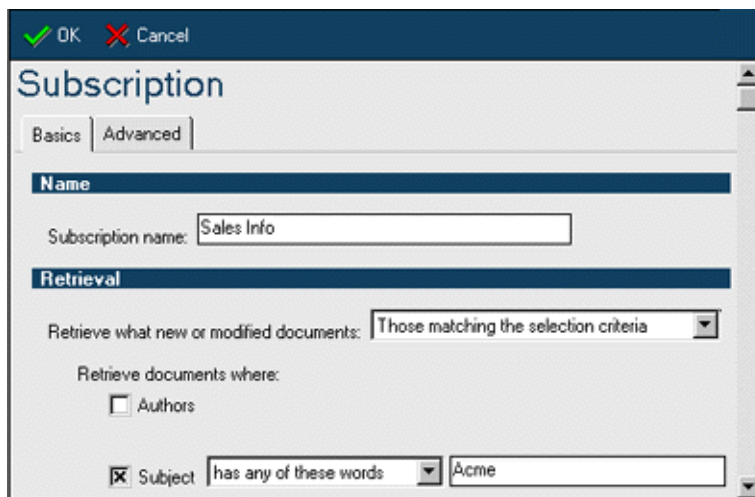 OK Cancel
Subscription
Basics Advanced
Name
Subscription name: Sales Info
Retrieval
Retrieve what new or modified documents: Those matching the selection criteria
Retrieve documents where:
Authors
Subject has any of these words Acme